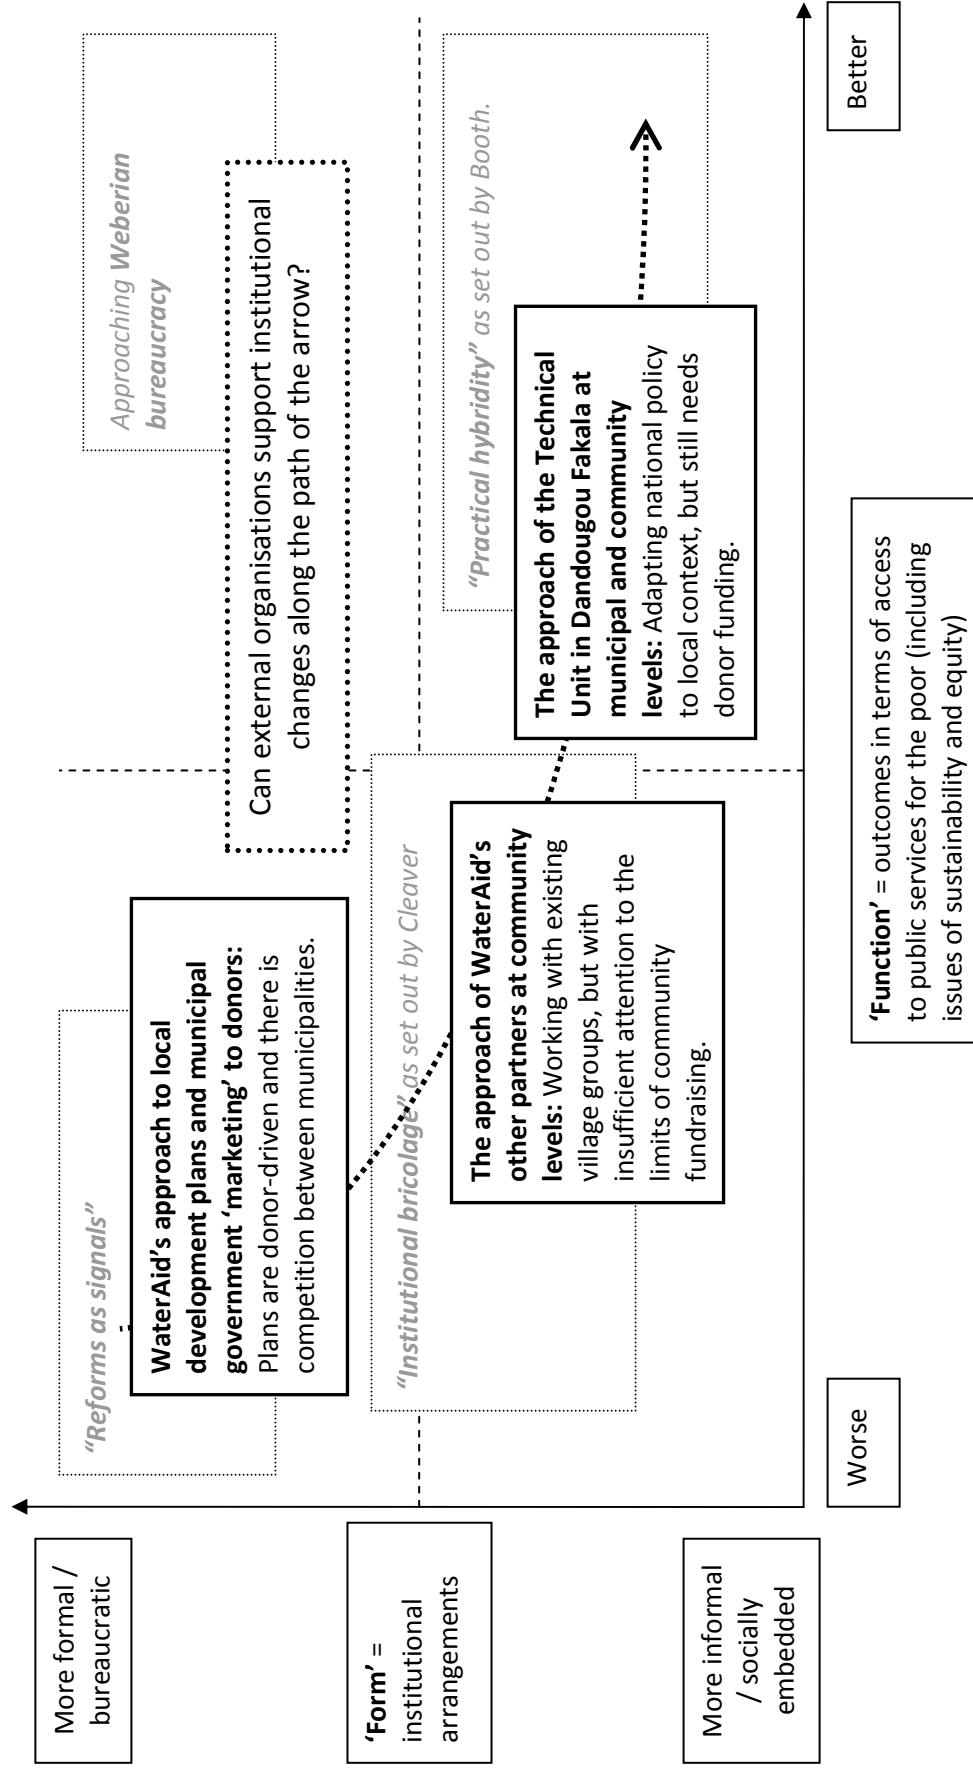 More formal /
bureaucratic
‘Form’ =
institutional
arrangements
More informal
/ socially
embedded
“Reforms as signals”
WaterAid’s approach to local
development plans and municipal
government ‘marketing’ to donors:
Plans are donor-driven and there is
competition between municipalities.
Approaching Weberian
bureaucracy
Can external organisations support institutional
changes along the path of the arrow?
“Institutional bricolage” as set out by Cleaver
The approach of WaterAid’s
other partners at community
levels: Working with existing
village groups, but with
insufficient attention to the
limits of community
fundraising.
“Practical hybridity” as set out by Booth.
The approach of the Technical
Unit in Dandougou Fakala at
municipal and community
levels: Adapting national policy
to local context, but still needs
donor funding.
Worse
Better
‘Function’ = outcomes in terms of access
to public services for the poor (including
issues of sustainability and equity